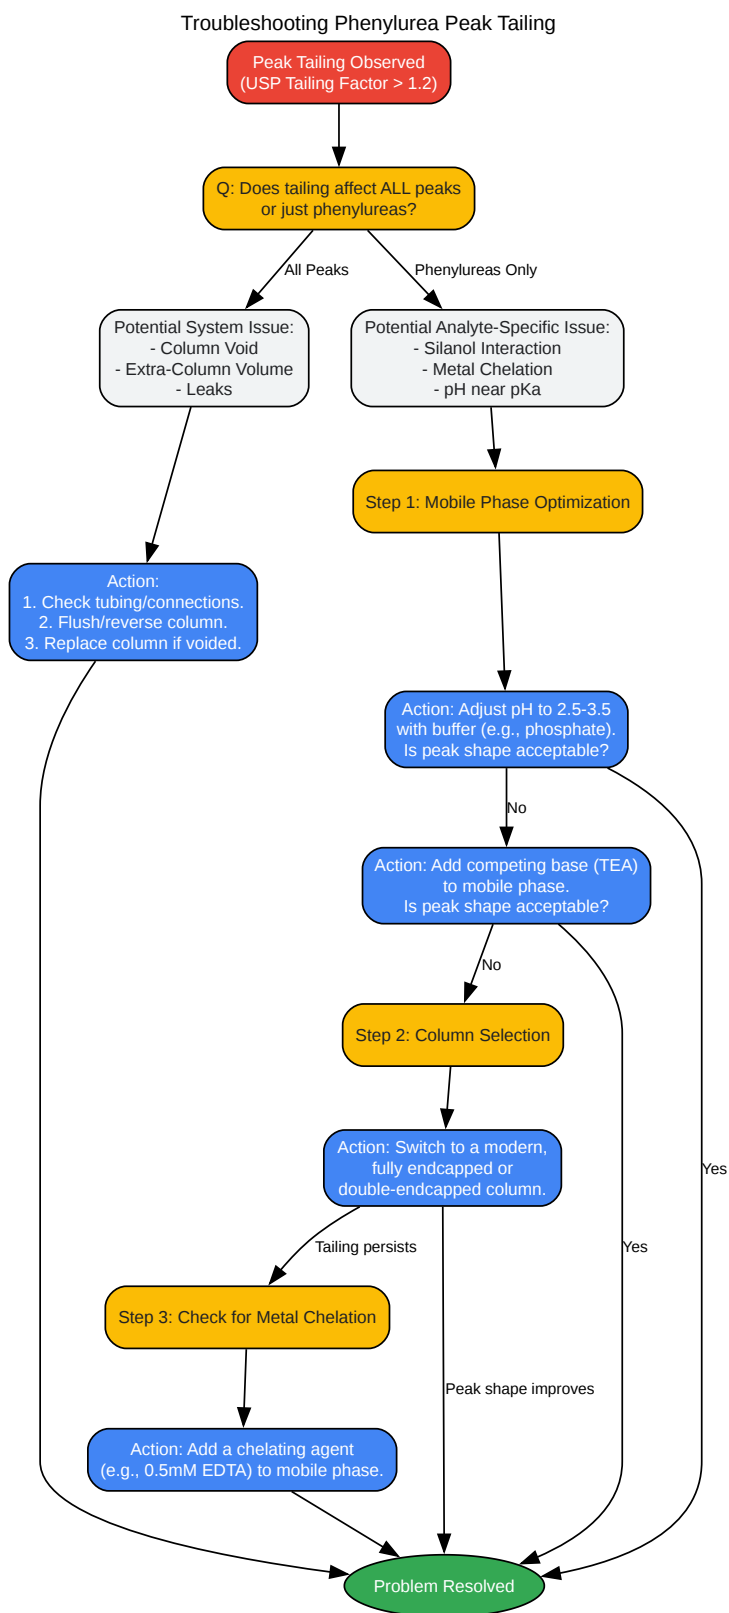 Troubleshooting Phenylurea Peak Tailing
Peak Tailing Observed
(USP Tailing Factor > 1.2)
Q: Does tailing affect ALL peaks
or just phenylureas?
All Peaks
Phenylureas Only
Potential System Issue:
- Column Void
- Extra-Column Volume
- Leaks
Potential Analyte-Specific Issue:
- Silanol Interaction
- Metal Chelation
- pH near pKa
Step 1: Mobile Phase Optimization
Action:
1. Check tubing/connections.
2. Flush/reverse column.
3. Replace column if voided.
Action: Adjust pH to 2.5-3.5
with buffer (e.g., phosphate).
Is peak shape acceptable?
No
Action: Add competing base (TEA)
to mobile phase.
Is peak shape acceptable?
No
Step 2: Column Selection
Action: Switch to a modern,
fully endcapped or
double-endcapped column.
Yes
Tailing persists
Yes
Step 3: Check for Metal Chelation
Peak shape improves
Action: Add a chelating agent
(e.g., 0.5mM EDTA) to mobile phase.
Problem Resolved